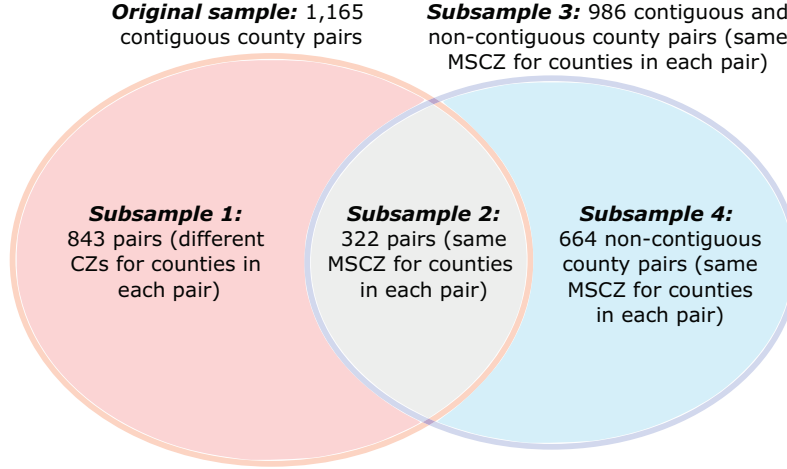 Original sample: 1,165
contiguous county pairs
Subsample 3: 986 contiguous and
non-contiguous county pairs (same
MSCZ for counties in each pair)
Subsample 1:
843 pairs (different
CZs for counties in
each pair)
Subsample 2:
322 pairs (same
MSCZ for counties
in each pair)
Subsample 4:
664 non-contiguous
county pairs (same
MSCZ for counties
in each pair)